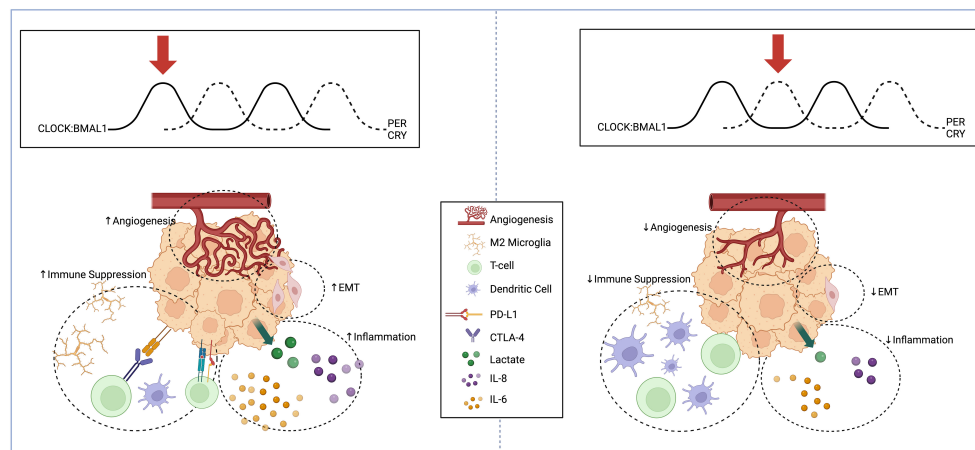 CLOCK:BMAL1
PER
CRY
↑Angiogenesis
↑Immune Suppression
↑EMT
↑Inflammation
Angiogenesis
M2 Microglia
T-cell
Dendritic Cell
PD-L1
CTLA-4
Lactate
IL-8
IL-6
CLOCK:BMAL1
PER
CRY
↓Angiogenesis
↓Immune Suppression
↓EMT
↓Inflammation